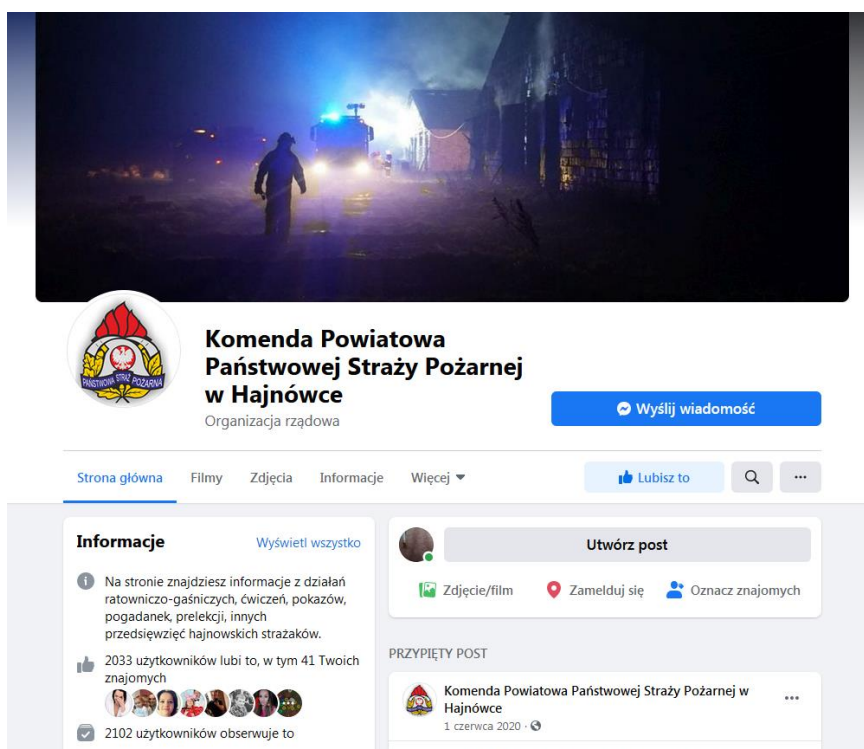 PAŃSTWOWA STRAŻ POŻARNA
Komenda Powiatowa
Państwowej Straży Pożarnej
w Hajnówce
Organizacja rządowa
Wyślij wiadomość
Strona główna
Filmy
Zdjęcia
Informacje
Więcej
Lubisz to
Informacje
Wyświetl wszystko
Na stronie znajdziesz informacje z działań
ratowniczo-gaśniczych, ćwiczeń, pokazów,
pogadanek, prelekcji, innych
przedsięwzięć hajnowskich strażaków.
2033 użytkowników lubi to, w tym 41 Twoich
znajomych
2102 użytkowników obserwuje to
Utwórz post
Zdjęcie/film
Zamelduj się
Oznacz znajomych
PRZYPIĘTY POST
Komenda Powiatowa Państwowej Straży Pożarnej w
Hajnówce
1 czerwca 2020 ·